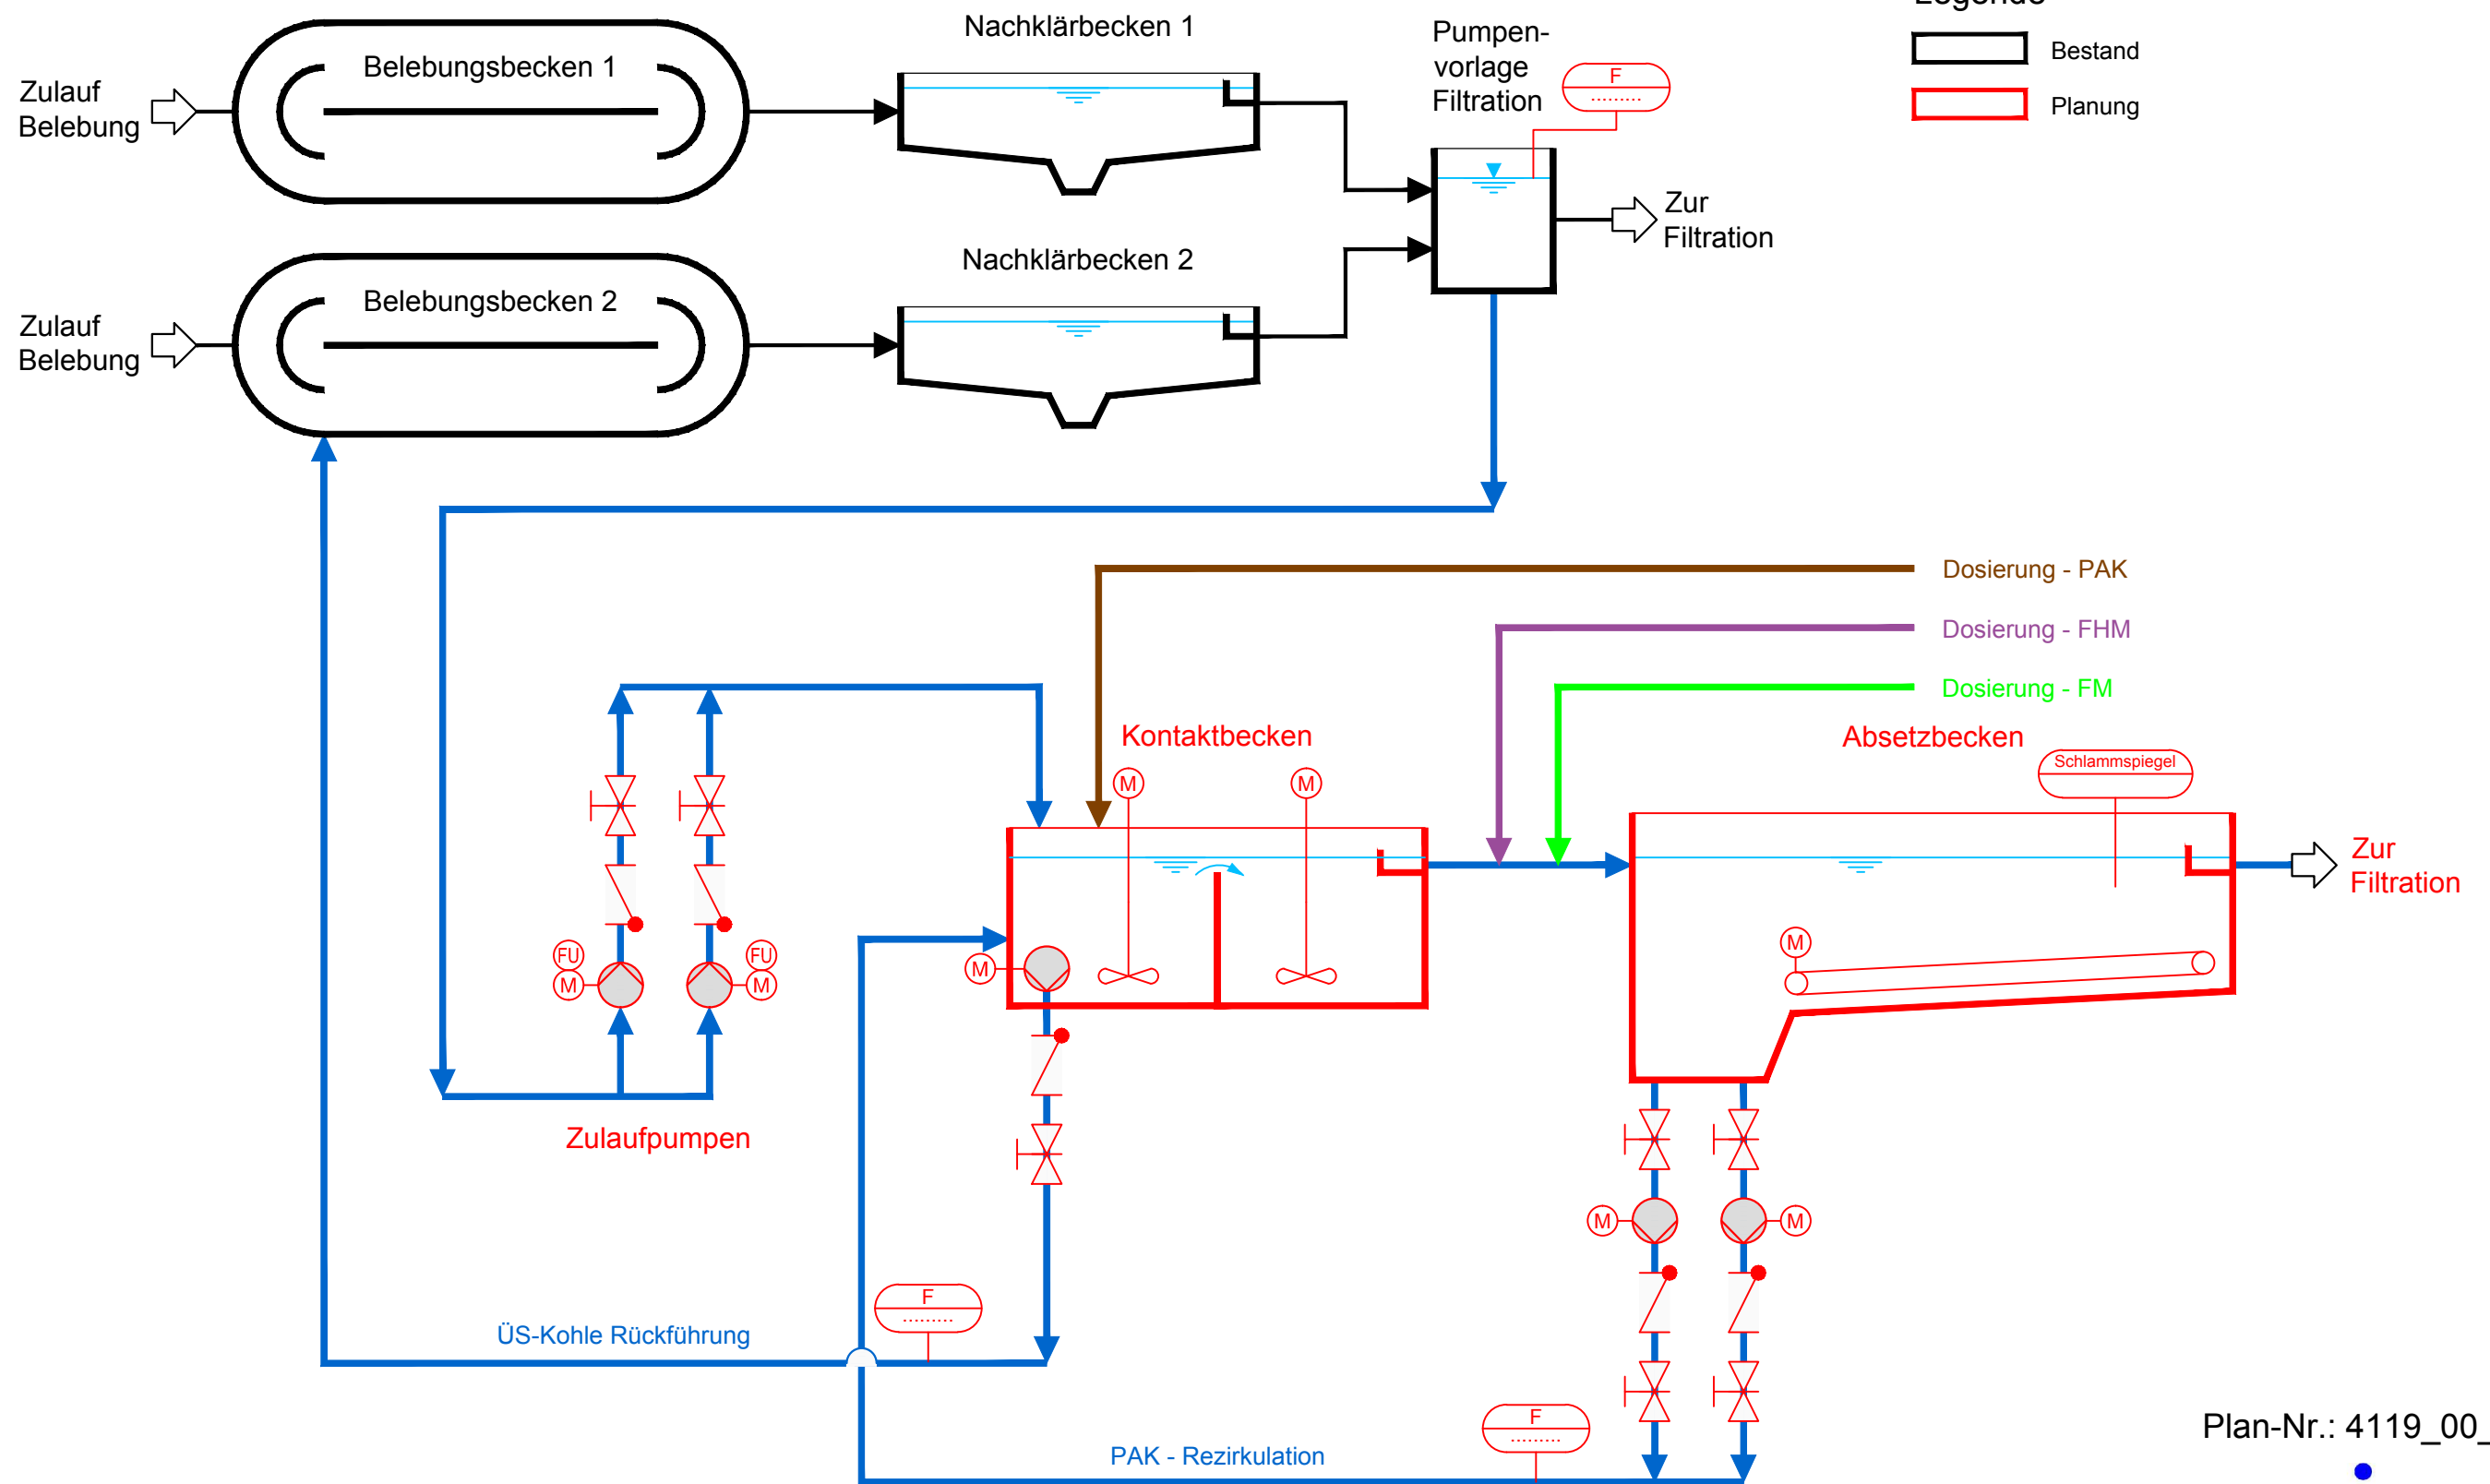 Legende
Bestand
Planung
Nachklärbecken 1
Pumpen-
vorlage
Filtration
F
.........
Belebungsbecken 1
Zulauf
Belebung
Zur
Filtration
Nachklärbecken 2
Belebungsbecken 2
Zulauf
Belebung
Dosierung - PAK
Dosierung - FHM
Dosierung - FM
Kontaktbecken
Absetzbecken
Schlammspiegel
M
M
Zur
Filtration
FU
M
FU
M
M
M
Zulaufpumpen
M
M
F
.........
ÜS-Kohle Rückführung
F
.........
PAK - Rezirkulation
Plan-Nr.: 4119_00_